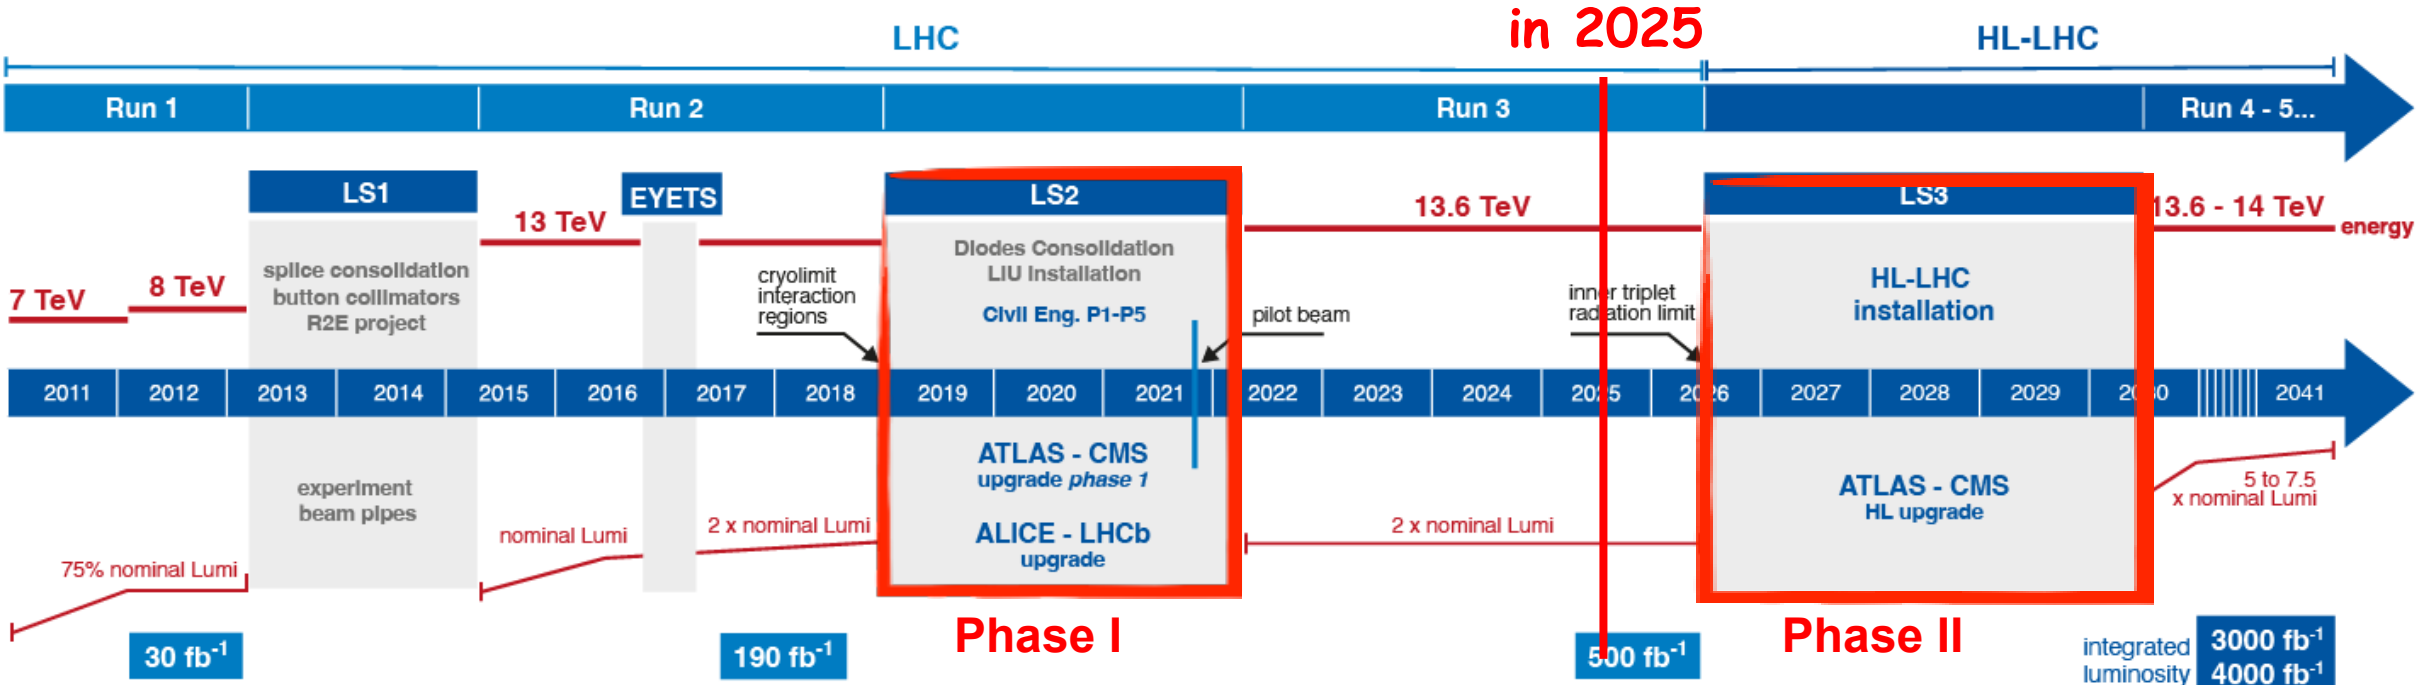 in 2025
LHC
HL-LHC
Run 1
Run 2
Run 3
Run 4 - 5...
LS1
EYETS
LS2
LS3
13 TeV
13.6 TeV
13.6 - 14 TeV
energy
7 TeV
8 TeV
splice consolidation
button collimators
R2E project
cryolimit
interaction
regions
Diodes Consolidation
LIU Installation
Civil Eng. P1-P5
pilot beam
inner triplet
radiation limit
HL-LHC
installation
2011
2012
2013
2014
2015
2016
2017
2018
2019
2020
2021
2022
2023
2024
2025
2026
2027
2028
2029
2030
2041
experiment
beam pipes
ATLAS - CMS
upgrade phase 1
ALICE - LHCb
upgrade
ATLAS - CMS
HL upgrade
75% nominal Lumi
nominal Lumi
2 x nominal Lumi
2 x nominal Lumi
5 to 7.5
x nominal Lumi
30 fb⁻¹
190 fb⁻¹
Phase I
500 fb⁻¹
Phase II
integrated
luminosity
3000 fb⁻¹
4000 fb⁻¹